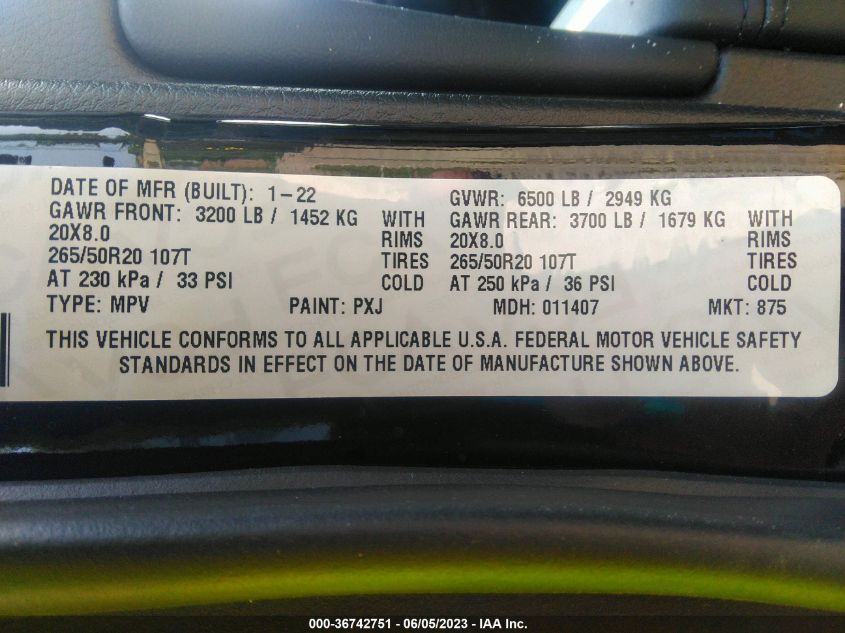 DATE OF MFR (BUILT): 1-22 GVWR: 6500 LB / 2949 KG
GAWR FRONT: 3200 LB / 1452 KG WITH GAWR REAR: 3700 LB / 1679 KG WITH
20X8.0 RIMS 20X8.0 RIMS
265/50R20 107T TIRES 265/50R20 107T TIRES
AT 230 kPa / 33 PSI COLD AT 250 kPa / 36 PSI COLD
TYPE: MPV PAINT: PXJ MDH: 011407 MKT: 875
THIS VEHICLE CONFORMS TO ALL APPLICABLE U.S.A. FEDERAL MOTOR VEHICLE SAFETY
STANDARDS IN EFFECT ON THE DATE OF MANUFACTURE SHOWN ABOVE.
000-36742751 - 06/05/2023 - IAA Inc.